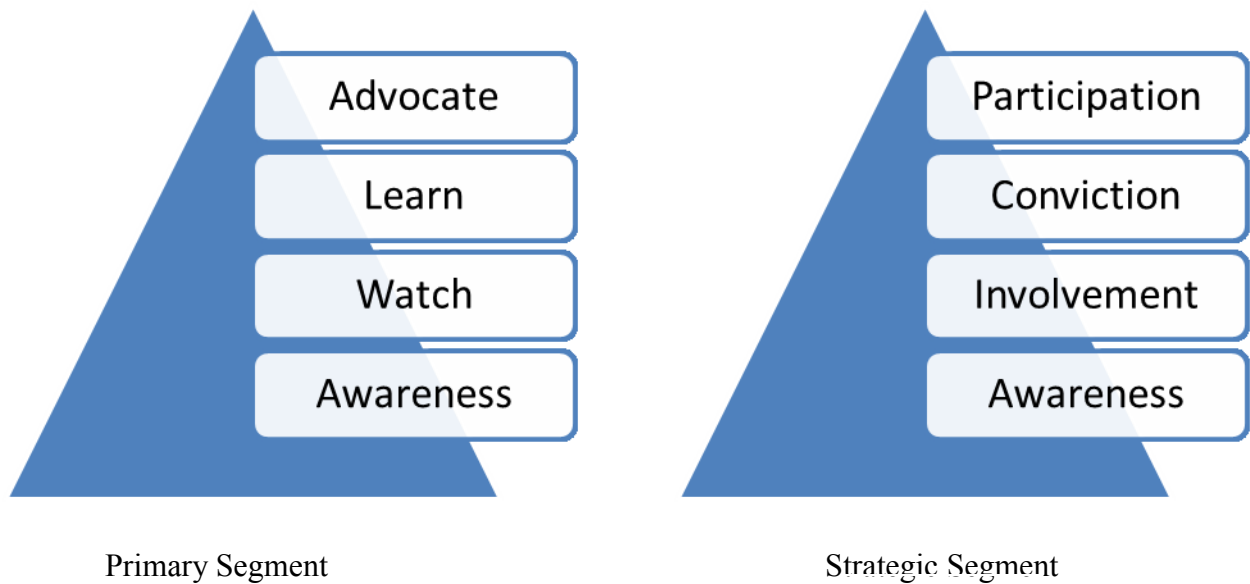 Advocate
Learn
Watch
Awareness
Primary Segment
Participation
Conviction
Involvement
Awareness
Strategic Segment